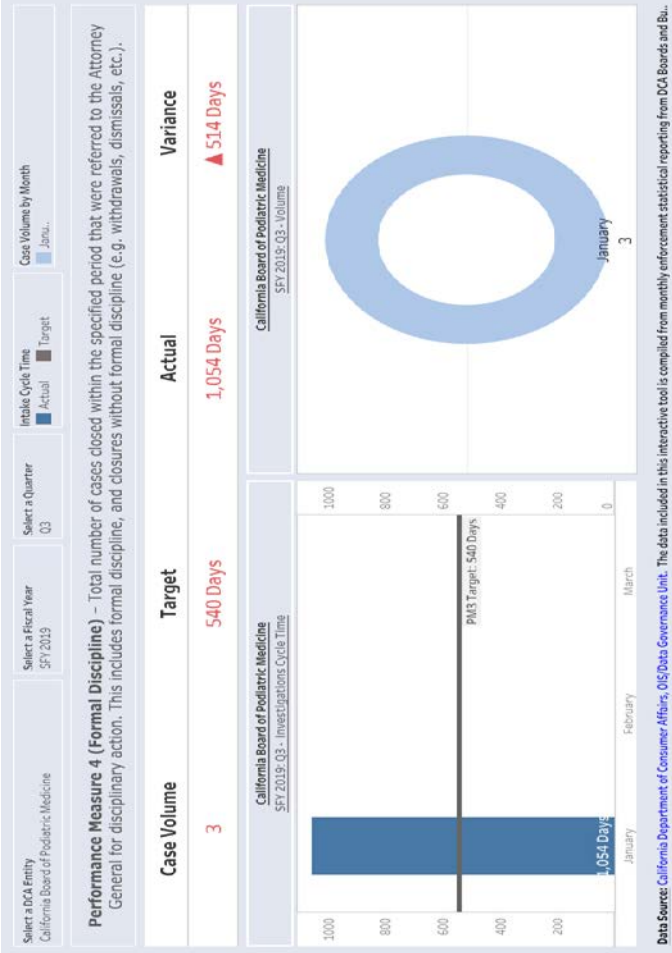 Select a DCA Entity
California Board of Podiatric Medicine
Select a Fiscal Year
SFY 2019
Select a Quarter
Q3
Intake Cycle Time
Actual
Target
Case Volume by Month
Janu..
Performance Measure 4 (Formal Discipline) – Total number of cases closed within the specified period that were referred to the Attorney
General for disciplinary action. This includes formal discipline, and closures without formal discipline (e.g. withdrawals, dismissals, etc.).
Case Volume
Target
Actual
Variance
3
540 Days
1,054 Days
▲ 514 Days
California Board of Podiatric Medicine
SFY 2019: Q3 - Investigations Cycle Time
1000
800
600
400
200
0
1000
800
600
400
200
0
PM3 Target: 540 Days
1,054 Days
January
February
March
California Board of Podiatric Medicine
SFY 2019: Q3 - Volume
January
3
Data Source: California Department of Consumer Affairs, OIS/Data Governance Unit. The data included in this interactive tool is compiled from monthly enforcement statistical reporting from DCA Boards and Bu..